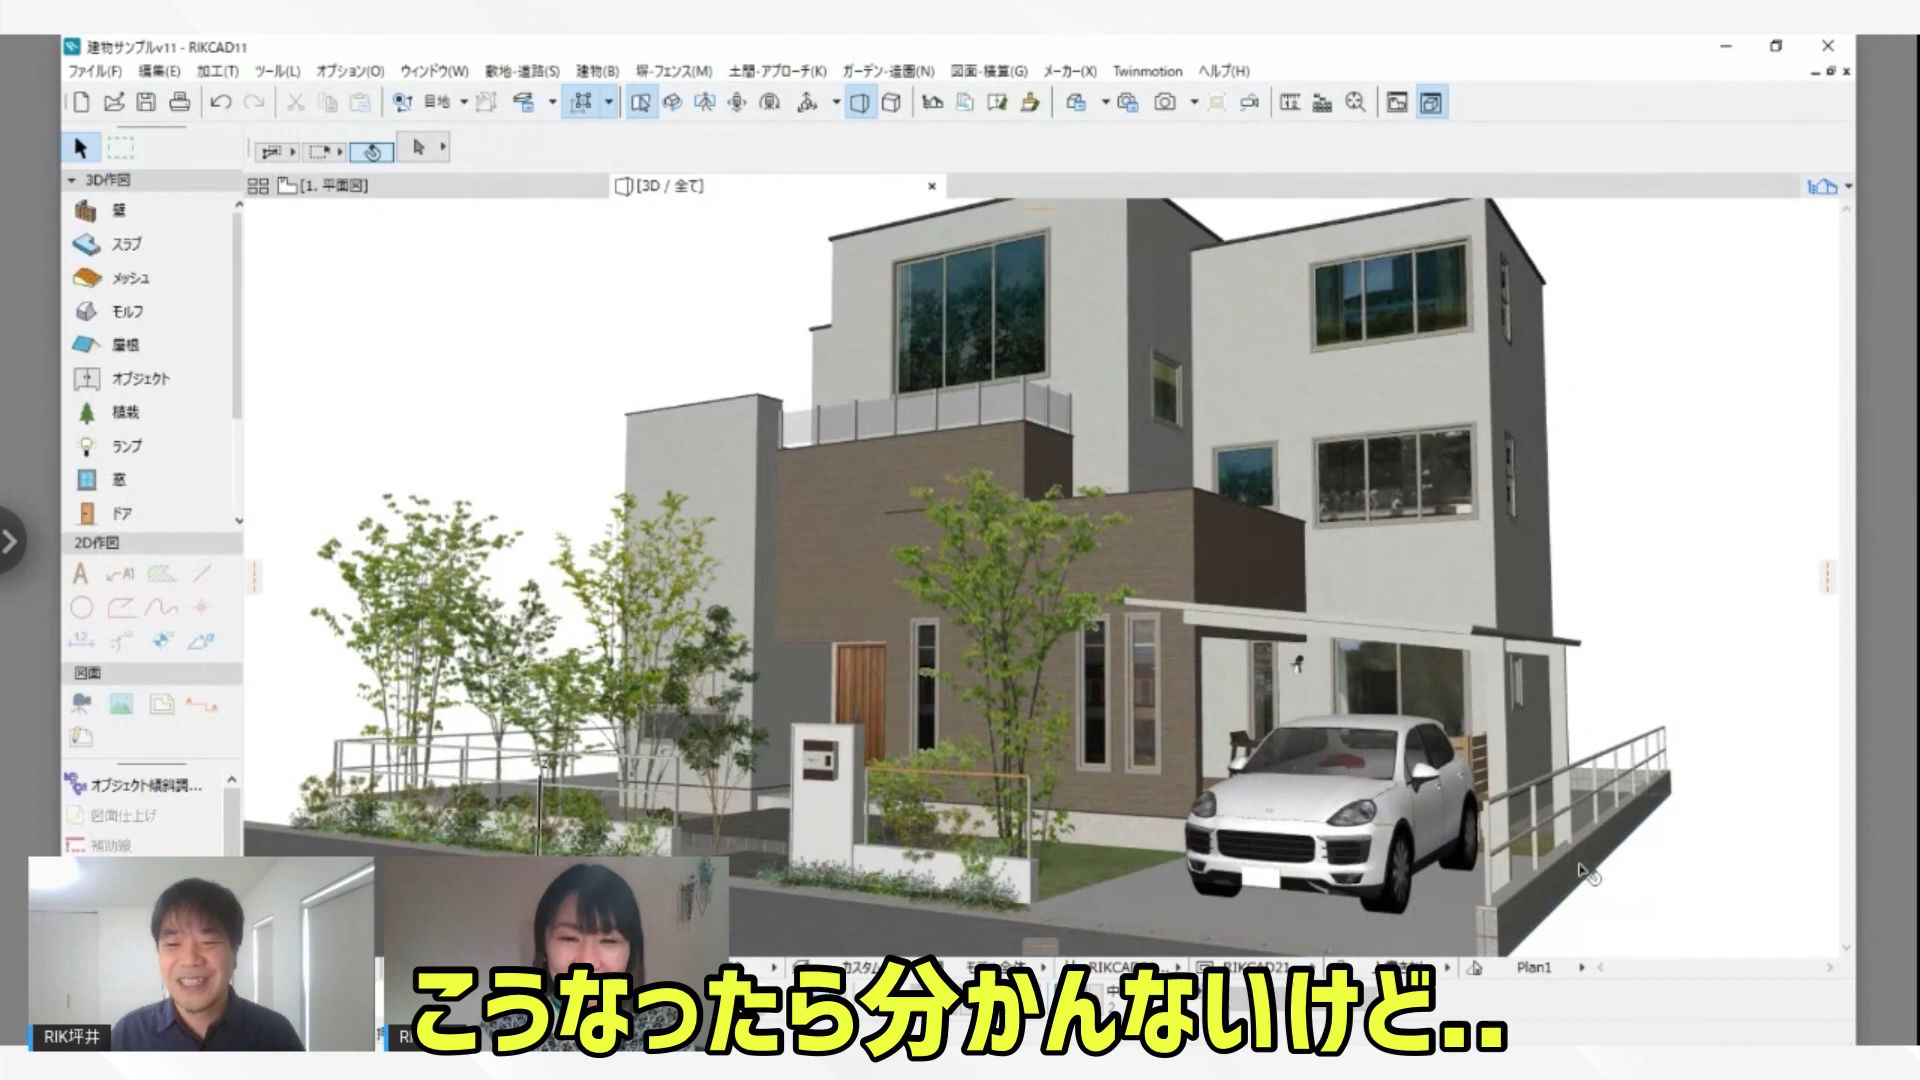 建物サンプルv11 - RIKCAD11
ファイル(F) 編集(E) 加工(T) ツール(L) オプション(O) ウィンドウ(W) 敷地-道路(S) 建物(B) 塀-フェンス(M) 土間-アプローチ(K) ガーデン-造園(N) 図面-積算(G) メーカー(X) Twinmotion ヘルプ(H)
目地
[1. 平面図]
[3D / 全て]
3D作図
壁
スラブ
メッシュ
モルフ
屋根
オブジェクト
植栽
ランプ
窓
ドア
2D作図
A A1
1.2
図面
オブジェクト傾斜調...
図面仕上げ
補助線
RIK坪井
Plan1
こうなったら分かんないけど..